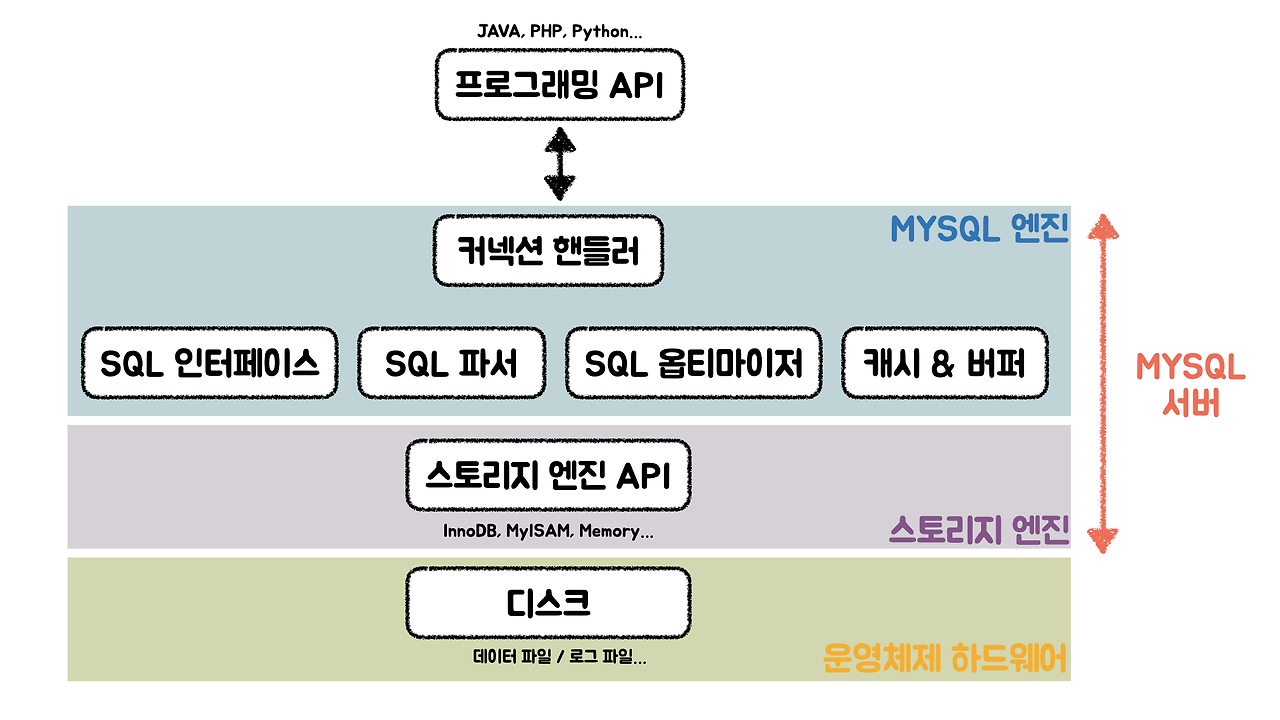 JAVA, PHP, Python...
프로그래밍 API
MYSQL 엔진
커넥션 핸들러
SQL 인터페이스
SQL 파서
SQL 옵티마이저
캐시 & 버퍼
MYSQL
서버
스토리지 엔진 API
InnoDB, MyISAM, Memory...
스토리지 엔진
디스크
데이터 파일 / 로그 파일...
운영체제 하드웨어